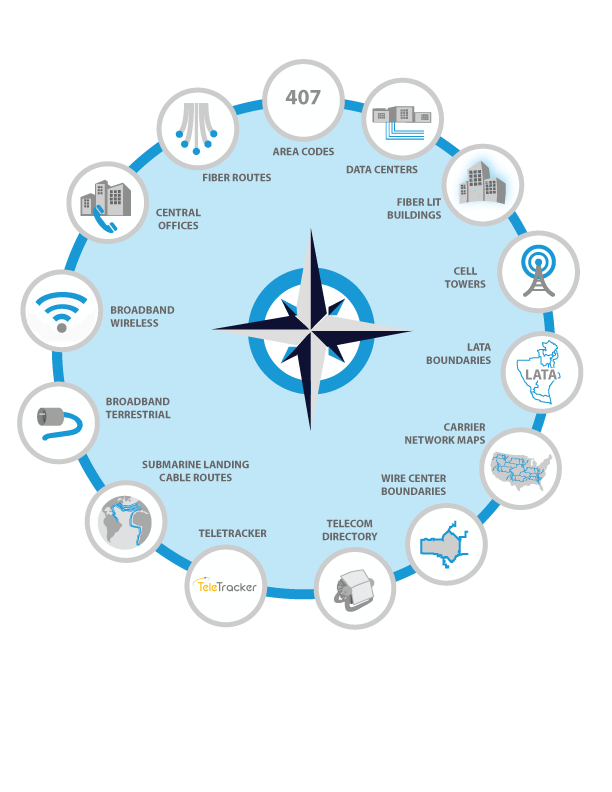 407
AREA CODES
DATA CENTERS
FIBER ROUTES
FIBER LIT
BUILDINGS
CENTRAL
OFFICES
CELL
TOWERS
BROADBAND
WIRELESS
LATA
BOUNDARIES
LATA
BROADBAND
TERRESTRIAL
CARRIER
NETWORK MAPS
SUBMARINE LANDING
CABLE ROUTES
WIRE CENTER
BOUNDARIES
TELETRACKER
TELECOM
DIRECTORY
TeleTracker